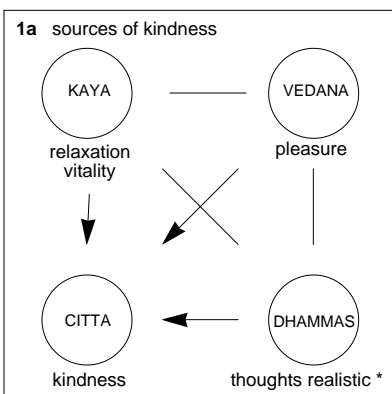 1a sources of kindness
KAYA
VEDANA
relaxation
vitality
pleasure
CITTA
DHAMMAS
kindness
thoughts realistic *